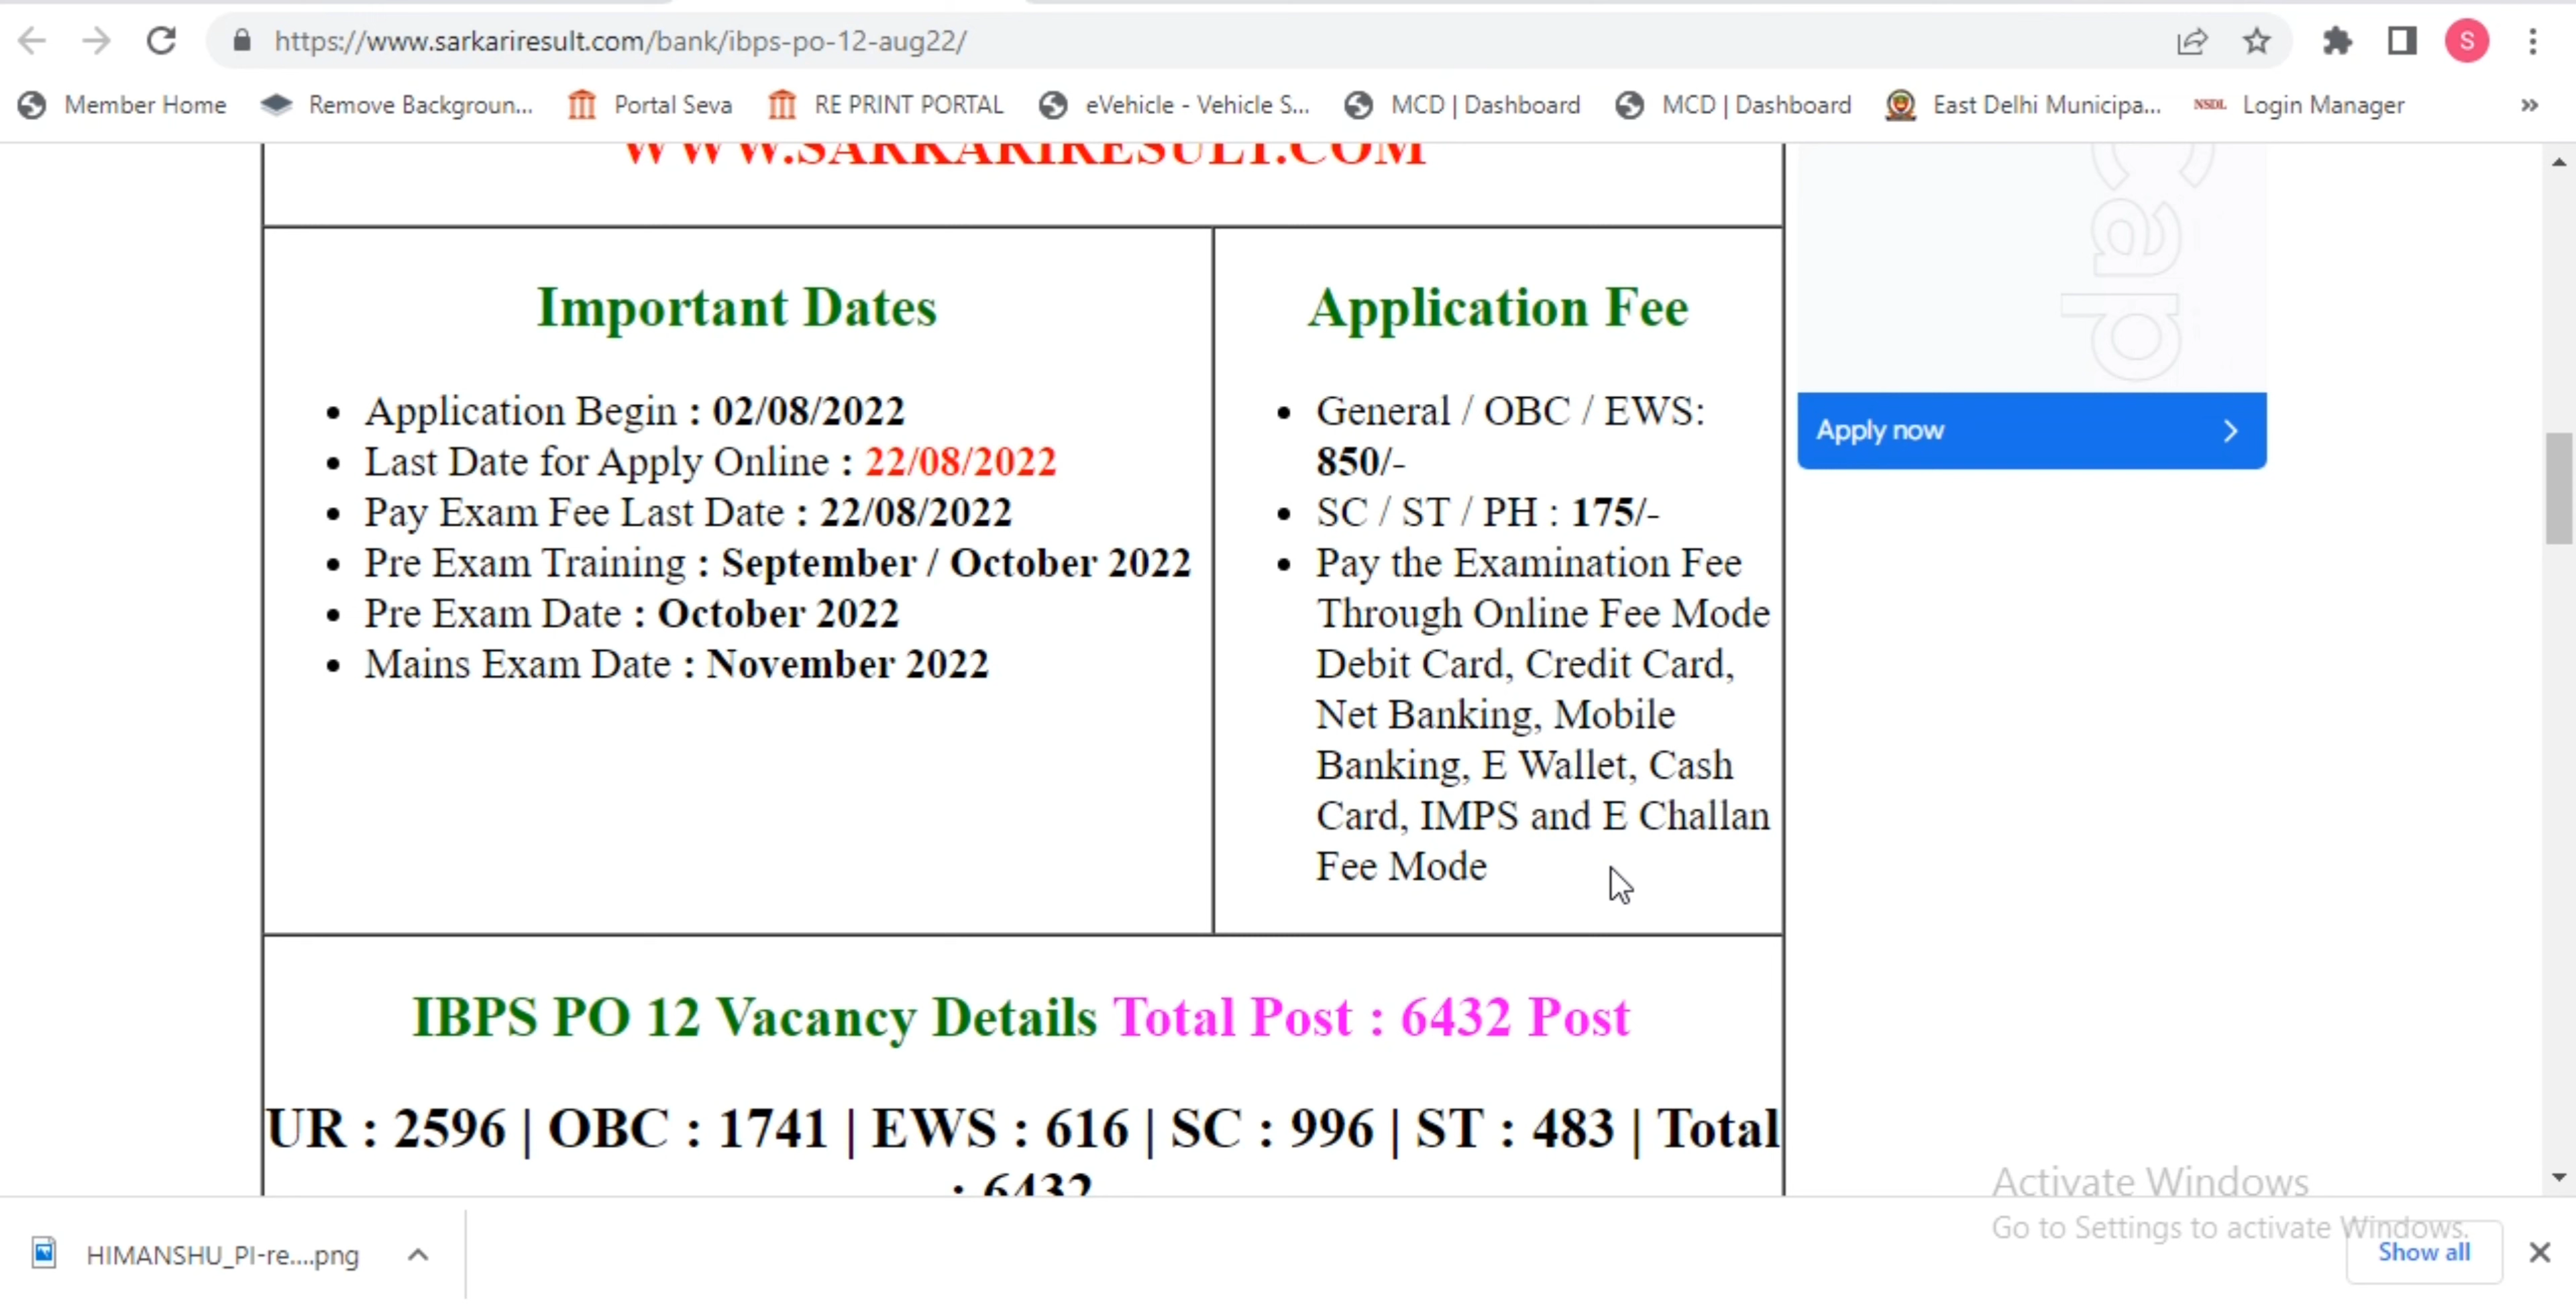 https://www.sarkariresult.com/bank/ibps-po-12-aug22/
S
Member Home
Remove Backgroun...
Portal Seva
RE PRINT PORTAL
eVehicle - Vehicle S...
MCD | Dashboard
MCD | Dashboard
East Delhi Municipa...
NSDL
Login Manager
»
WWW.SARKARIRESULT.COM
Important Dates
• Application Begin : 02/08/2022
• Last Date for Apply Online : 22/08/2022
• Pay Exam Fee Last Date : 22/08/2022
• Pre Exam Training : September / October 2022
• Pre Exam Date : October 2022
• Mains Exam Date : November 2022
Application Fee
• General / OBC / EWS:
850/-
• SC / ST / PH : 175/-
• Pay the Examination Fee
Through Online Fee Mode
Debit Card, Credit Card,
Net Banking, Mobile
Banking, E Wallet, Cash
Card, IMPS and E Challan
Fee Mode
cap
Apply now
IBPS PO 12 Vacancy Details Total Post : 6432 Post
UR : 2596 | OBC : 1741 | EWS : 616 | SC : 996 | ST : 483 | Total
: 6432
Activate Windows
Go to Settings to activate Windows.
HIMANSHU_PI-re....png
Show all